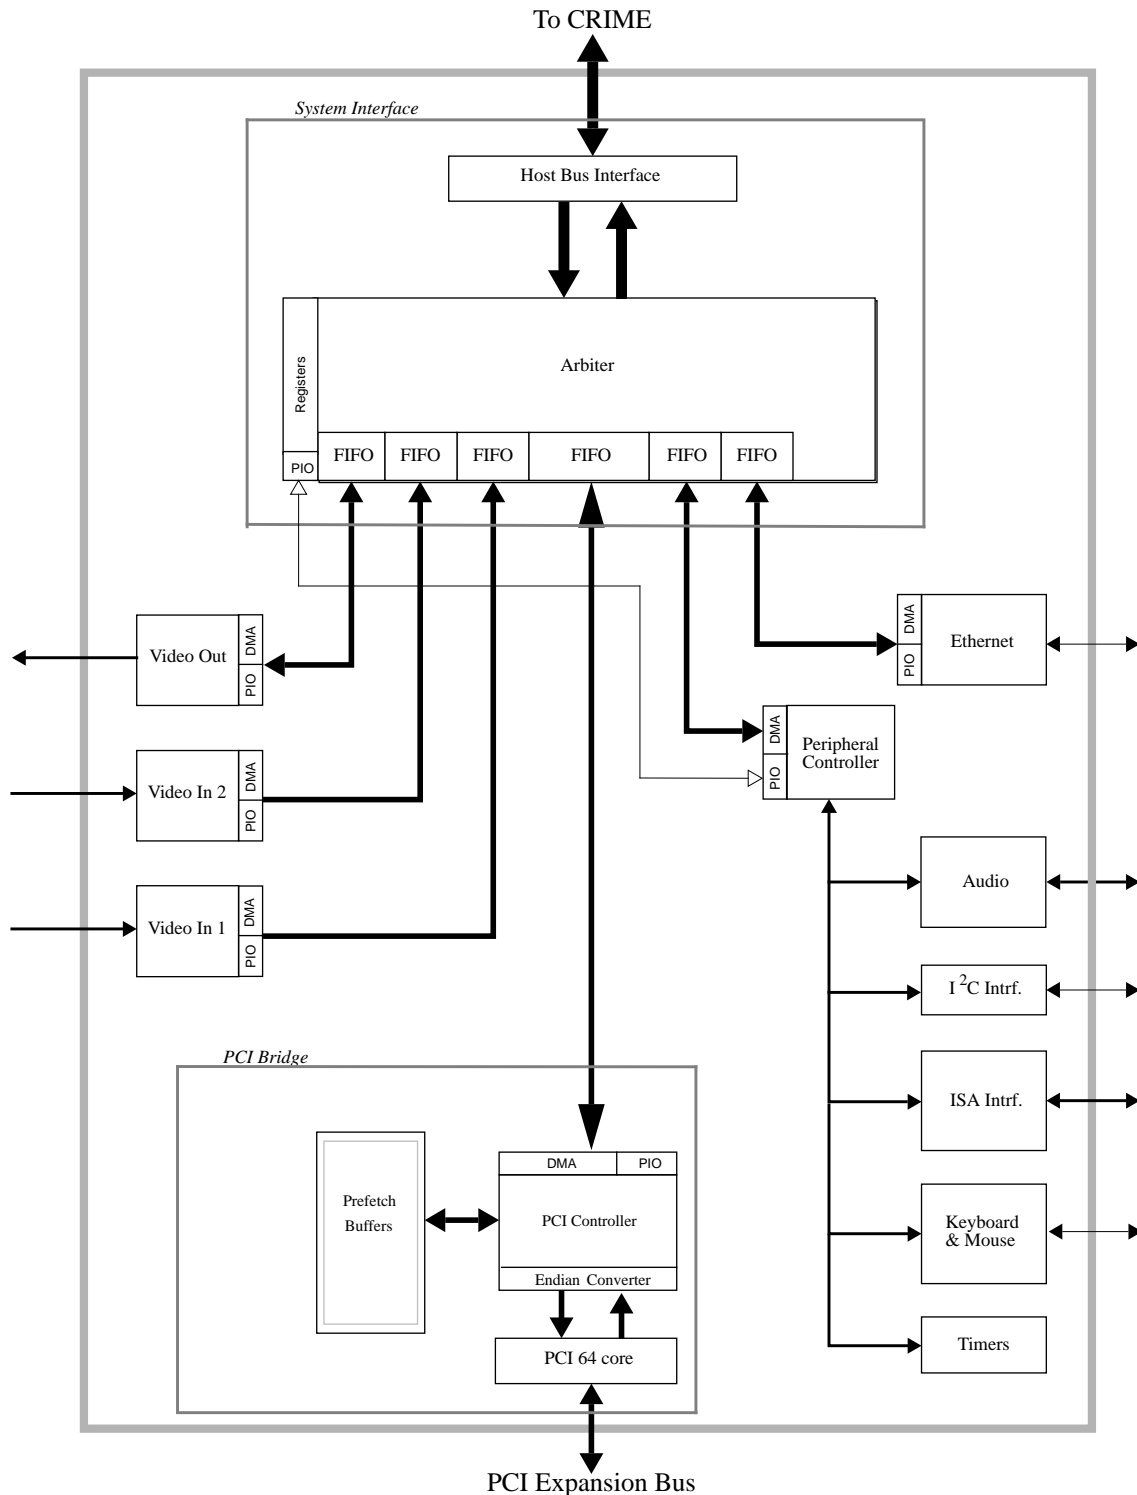 To CRIME
System Interface
Host Bus Interface
Registers
Arbiter
PIO
FIFO
FIFO
FIFO
FIFO
FIFO
FIFO
Video Out
DMA
PIO
DMA
PIO
Ethernet
DMA
PIO
Peripheral
Controller
Video In 2
DMA
PIO
Audio
Video In 1
DMA
PIO
I 2C Intrf.
PCI Bridge
ISA Intrf.
DMA
PIO
Prefetch
Buffers
PCI Controller
Endian Converter
Keyboard
& Mouse
PCI 64 core
Timers
PCI Expansion Bus